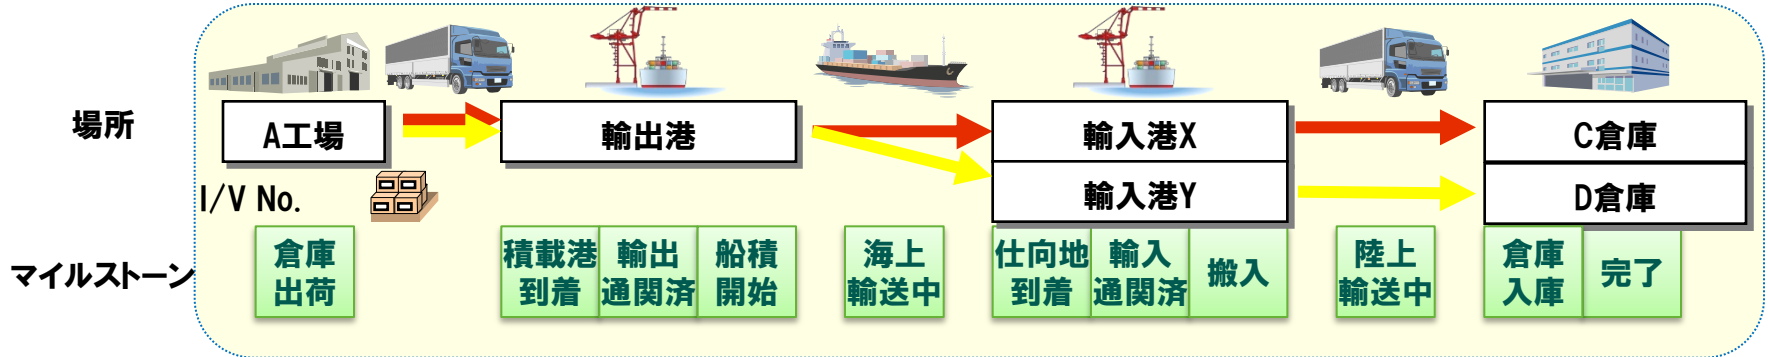 場所
A工場
輸出港
輸入港X
C倉庫
輸入港Y
D倉庫
I/V No.
マイルストーン
倉庫
出荷
積載港
到着
輸出
通関済
船積
開始
海上
輸送中
仕向地
到着
輸入
通関済
搬入
陸上
輸送中
倉庫
入庫
完了